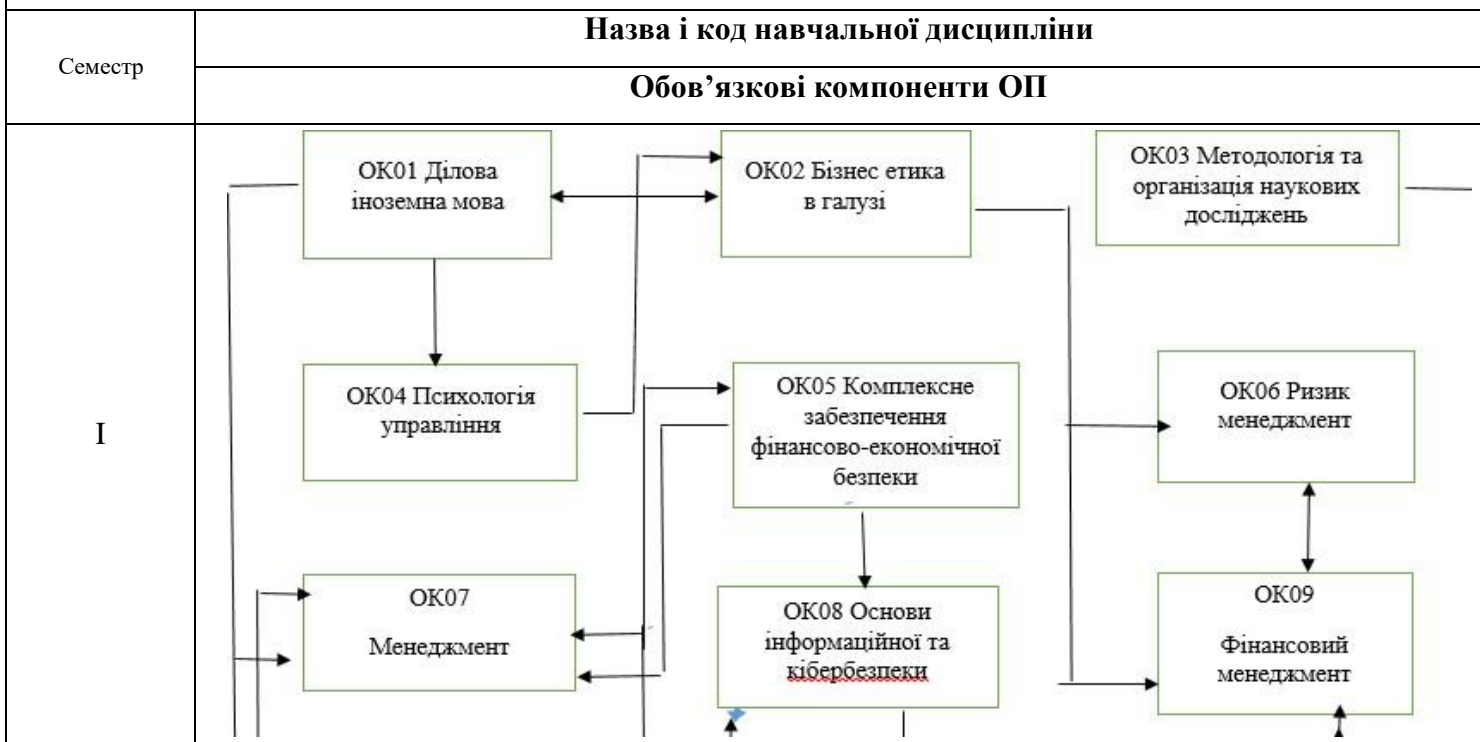 Семестр
Назва і код навчальної дисципліни
Обов’язкові компоненти ОП
I
ОК01 Ділова
іноземна мова
ОК02 Бізнес етика
в галузі
ОК03 Методологія та
організація наукових
досліджень
ОК04 Психологія
управління
ОК05 Комплексне
забезпечення
фінансово-економічної
безпеки
ОК06 Ризик
менеджмент
ОК07
Менеджмент
ОК08 Основи
інформаційної та
кібербезпеки
ОК09
Фінансовий
менеджмент